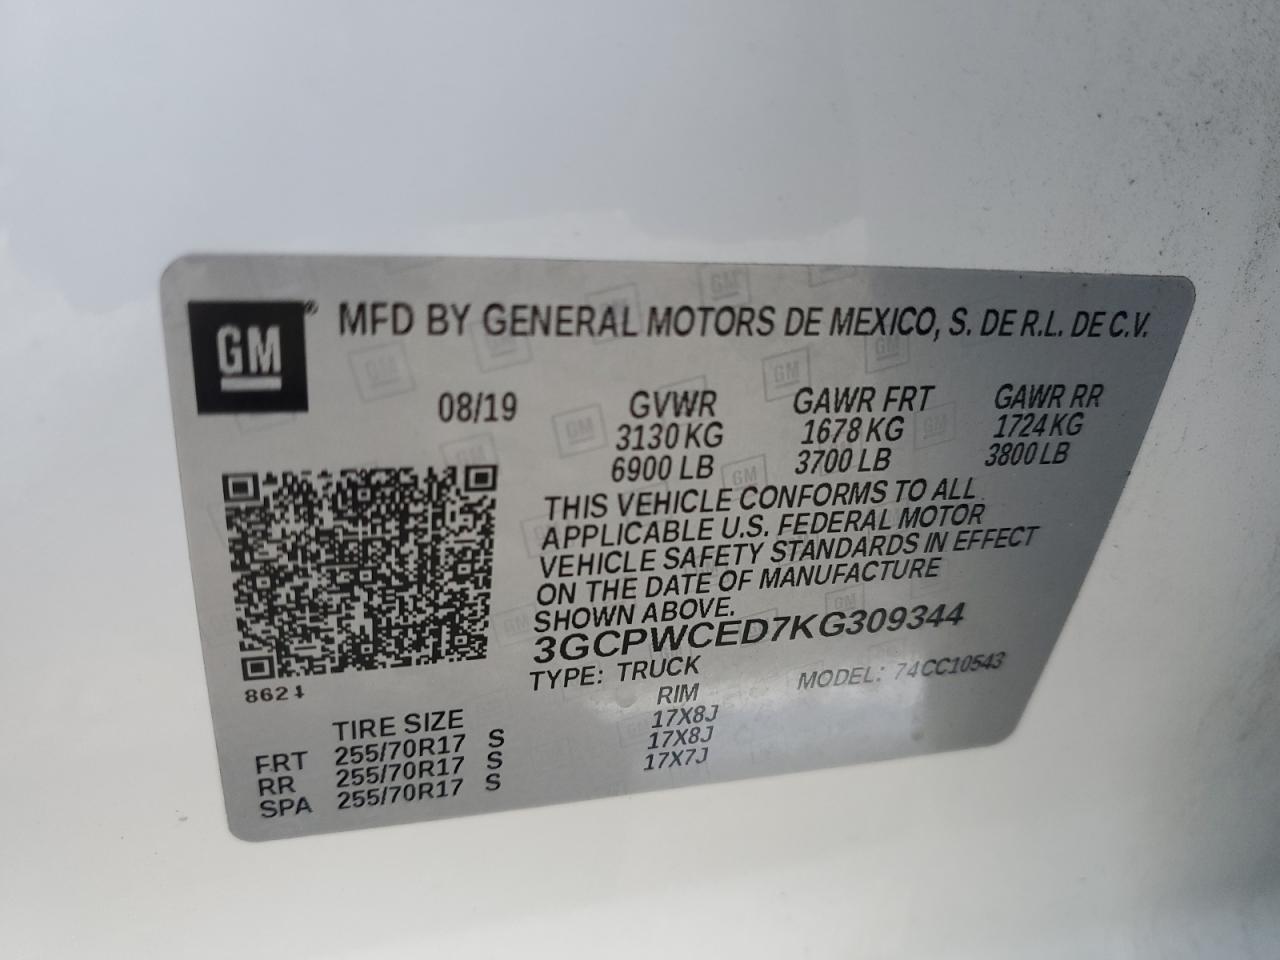 GM® MFD BY GENERAL MOTORS DE MEXICO, S. DE R.L. DE C.V.
08/19 GVWR GAWR FRT GAWR RR
3130 KG 1678 KG 1724 KG
6900 LB 3700 LB 3800 LB
THIS VEHICLE CONFORMS TO ALL
APPLICABLE U.S. FEDERAL MOTOR
VEHICLE SAFETY STANDARDS IN EFFECT
ON THE DATE OF MANUFACTURE
SHOWN ABOVE.
3GCPWCED7KG309344
TYPE: TRUCK MODEL: 74CC10543
8621
TIRE SIZE RIM
FRT 255/70R17 S 17X8J
RR 255/70R17 S 17X8J
SPA 255/70R17 S 17X7J